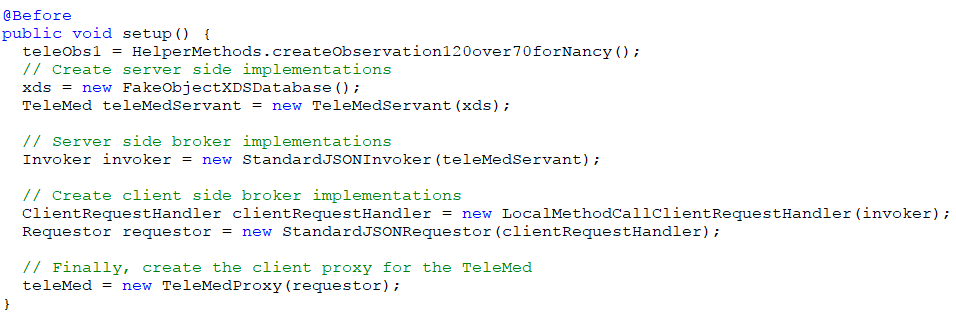 @Before
public void setup() {
  teleObs1 = HelperMethods.createObservation120over70forNancy();
  // Create server side implementations
  xds = new FakeObjectXDSDatabase();
  TeleMed teleMedServant = new TeleMedServant(xds);

  // Server side broker implementations
  Invoker invoker = new StandardJSONInvoker(teleMedServant);

  // Create client side broker implementations
  ClientRequestHandler clientRequestHandler = new LocalMethodCallClientRequestHandler(invoker);
  Requestor requestor = new StandardJSONRequestor(clientRequestHandler);

  // Finally, create the client proxy for the TeleMed
  teleMed = new TeleMedProxy(requestor);
}